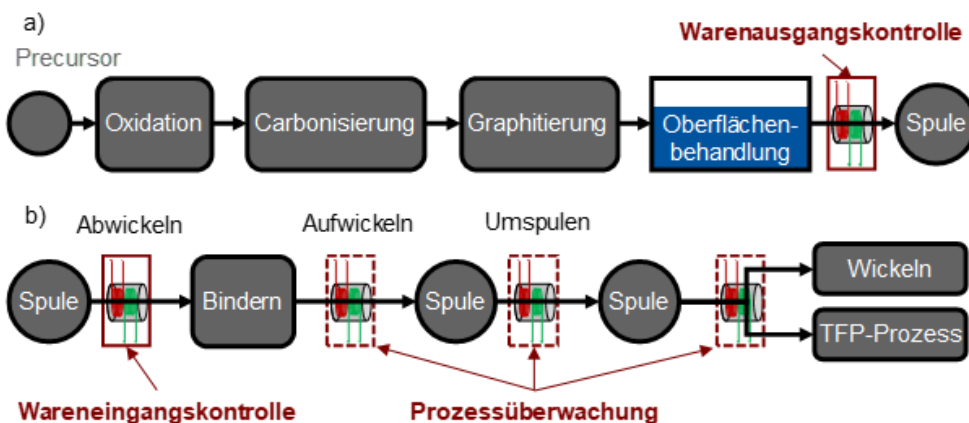 a)
Precursor
Warenausgangskontrolle
Oxidation
Carbonisierung
Graphitierung
Oberflächen-
behandlung
Spule
b)
Abwickeln
Aufwickeln
Umspulen
Spule
Bindern
Spule
Spule
Wickeln
TFP-Prozess
Wareneingangskontrolle
Prozessüberwachung